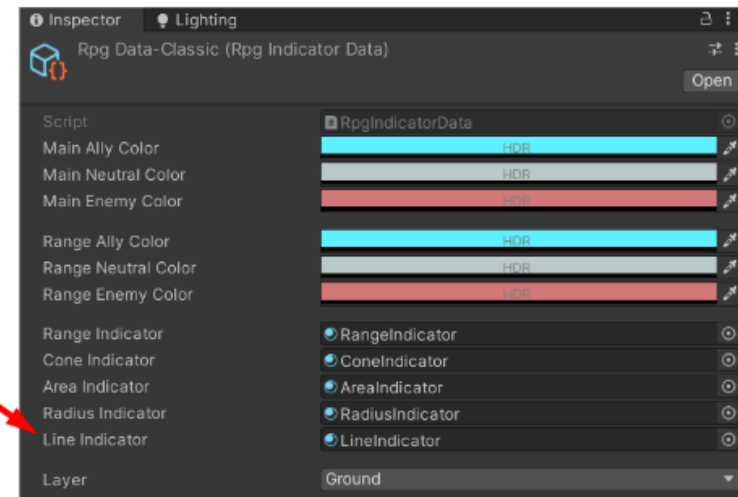 Inspector Lighting
Rpg Data-Classic (Rpg Indicator Data)
Open
Script RpgIndicatorData
Main Ally Color HDR
Main Neutral Color HDR
Main Enemy Color HDR
Range Ally Color HDR
Range Neutral Color HDR
Range Enemy Color HDR
Range Indicator RangeIndicator
Cone Indicator ConeIndicator
Area Indicator AreaIndicator
Radius Indicator RadiusIndicator
Line Indicator LineIndicator
Layer Ground